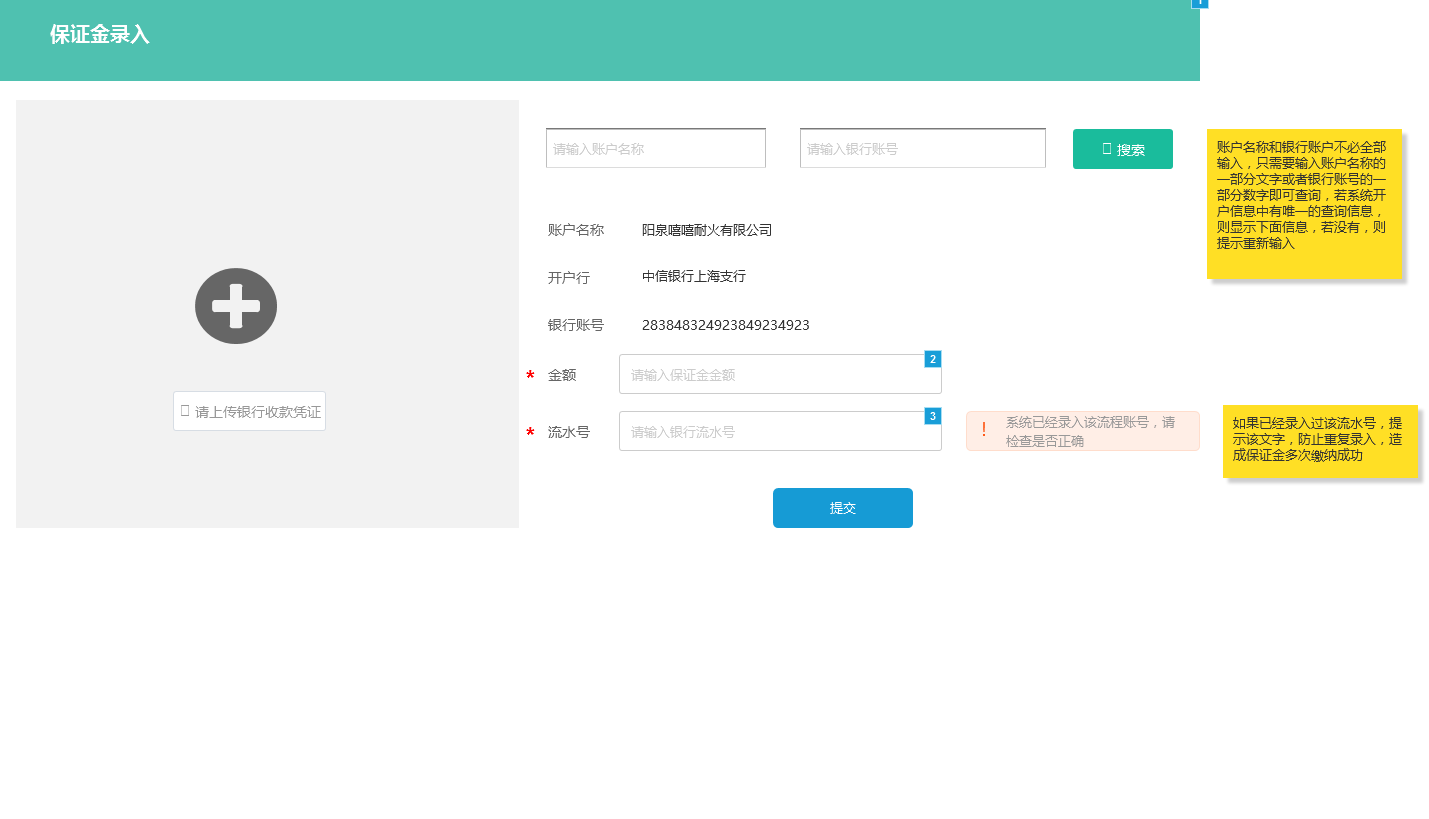 保证金录入
请输入账户名称
请输入银行账号
搜索
账户名称和银行账户不必全部
输入，只需要输入账户名称的
一部分文字或者银行账号的一
部分数字即可查询，若系统开
户信息中有唯一的查询信息，
则显示下面信息，若没有，则
提示重新输入
账户名称
阳泉嘻嘻耐火有限公司
开户行
中信银行上海支行
银行账号
283848324923849234923
* 金额
请输入保证金金额
2
请上传银行收款凭证
* 流水号
请输入银行流水号
3
! 系统已经录入该流程账号，请
检查是否正确
如果已经录入过该流水号，提
示该文字，防止重复录入，造
成保证金多次缴纳成功
提交